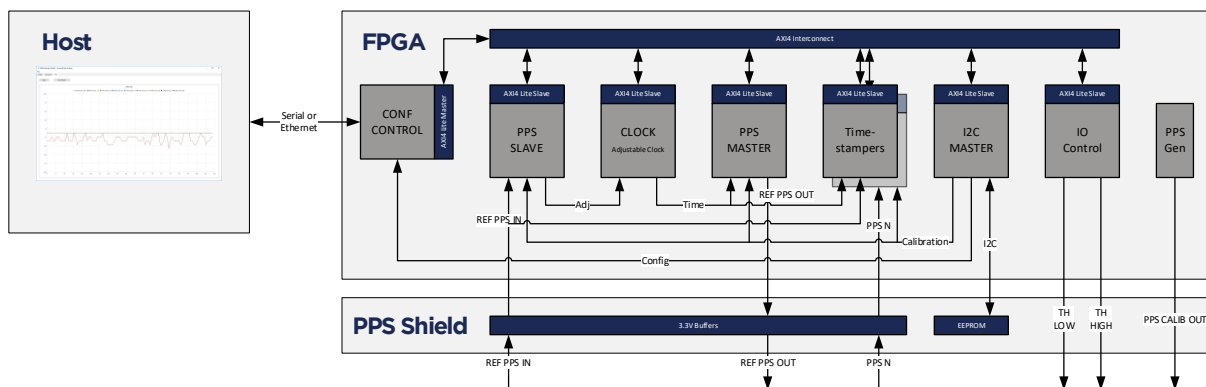 Host
FPGA
AXI4 Interconnect
Serial or
Ethernet
CONF
CONTROL
AXI4 Lite Master
AXI4 Lite Slave
PPS
SLAVE
AXI4 Lite Slave
CLOCK
Adjustable Clock
AXI4 Lite Slave
PPS
MASTER
AXI4 Lite Slave
Time-
stampers
AXI4 Lite Slave
I2C
MASTER
AXI4 Lite Slave
IO
Control
PPS
Gen
REF PPS OUT
Adj
Time
REF PPS IN
PPS N
Calibration
I2C
Config
PPS Shield
3.3V Buffers
EEPROM
TH
LOW
TH
HIGH
PPS CALIB OUT
REF PPS IN
REF PPS OUT
PPS N